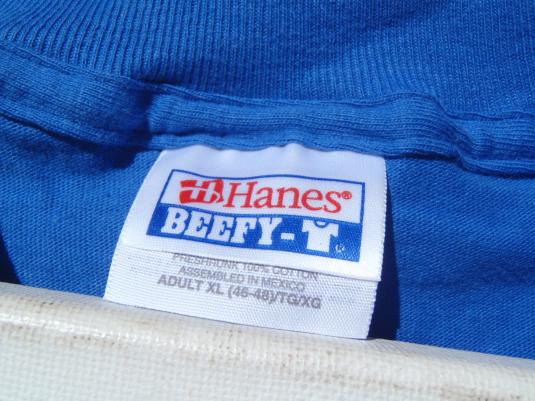 Hanes®
BEEFY-T®
PRESHRUNK 100% COTTON
ASSEMBLED IN MEXICO
ADULT XL (46-48)/TG/XG